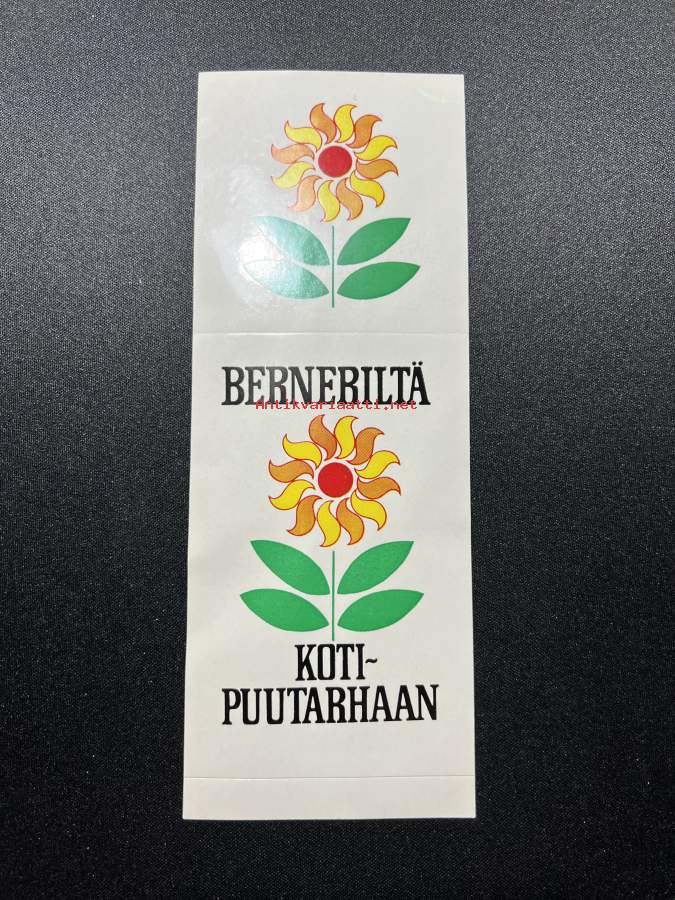 BERNERILTÄ
Antikvariaatti.net
KOTI-
PUUTARHAAN